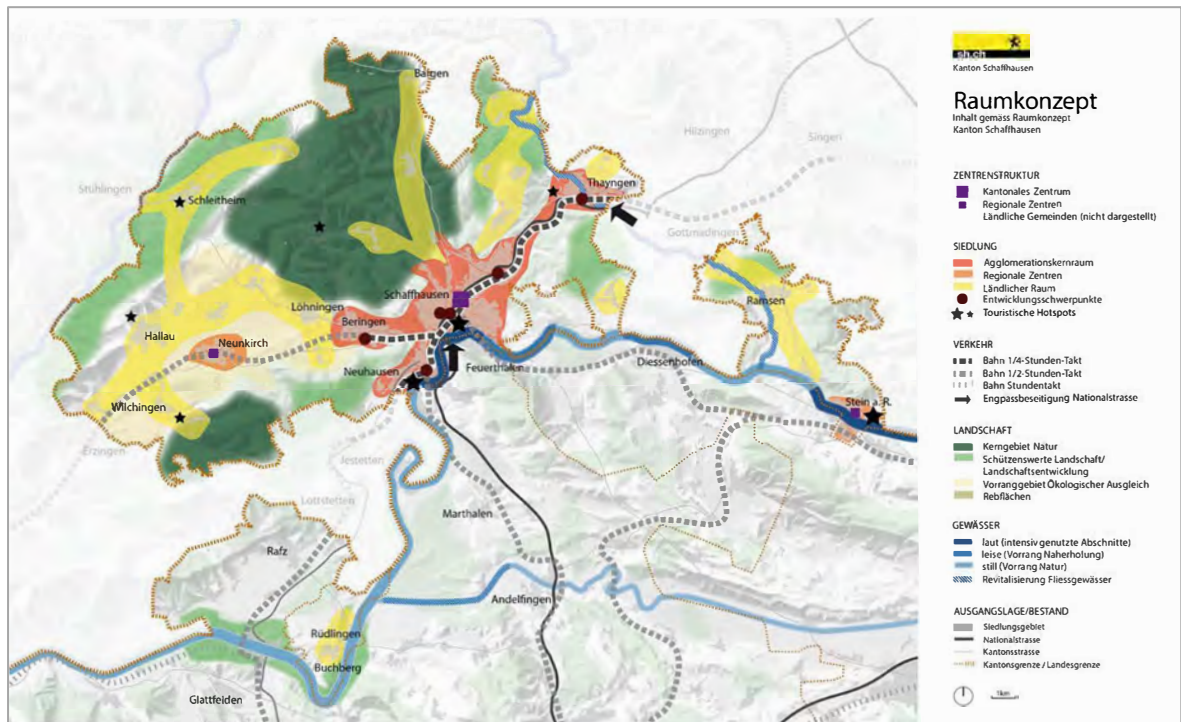 Bargen
Hilzingen
Singen
Thayngen
Stühlingen
Schleitheim
Gottmadingen
Schaffhausen
Löhningen
Ramsen
Beringen
Hallau
Neunkirch
Neuhausen
Feuerthalen
Diessenhofen
Stein a. R.
Wilchingen
Erzingen
Jestetten
Lottstetten
Marthalen
Rafz
Andelfingen
Rüdlingen
Buchberg
Glattfelden
sh.ch
Kanton Schaffhausen
Raumkonzept
Inhalt gemäss Raumkonzept
Kanton Schaffhausen
ZENTRENSTRUKTUR
Kantonales Zentrum
Regionale Zentren
Ländliche Gemeinden (nicht dargestellt)
SIEDLUNG
Agglomerationskernraum
Regionale Zentren
Ländlicher Raum
Entwicklungsschwerpunkte
Touristische Hotspots
VERKEHR
Bahn 1/4-Stunden-Takt
Bahn 1/2-Stunden-Takt
Bahn Stundentakt
Engpassbeseitigung Nationalstrasse
LANDSCHAFT
Kerngebiet Natur
Schützenswerte Landschaft/
Landschaftsentwicklung
Vorranggebiet Ökologischer Ausgleich
Rebflächen
GEWÄSSER
laut (intensiv genutzte Abschnitte)
leise (Vorrang Naherholung)
still (Vorrang Natur)
Revitalisierung Fliessgewässer
AUSGANGSLAGE/BESTAND
Siedlungsgebiet
Nationalstrasse
Kantonsstrasse
Kantonsgrenze / Landesgrenze
1km